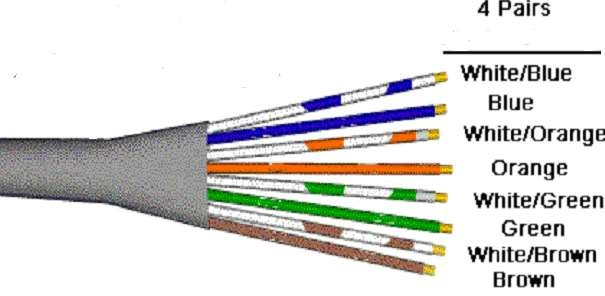 4 Pairs
White/Blue
Blue
White/Orange
Orange
White/Green
Green
White/Brown
Brown